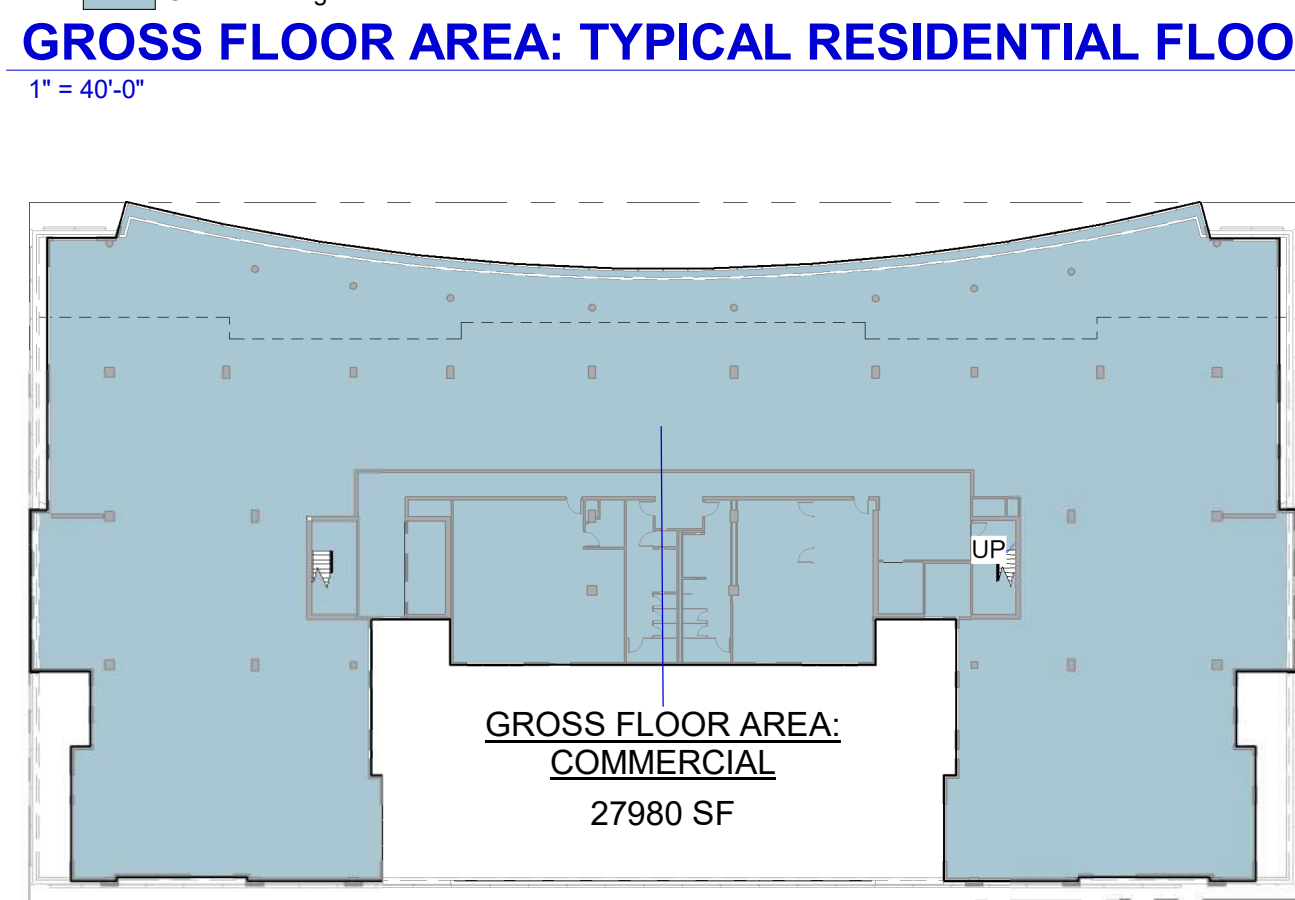 GROSS FLOOR AREA: TYPICAL RESIDENTIAL FLOO
1" = 40'-0"
UP
GROSS FLOOR AREA:
COMMERCIAL
27980 SF